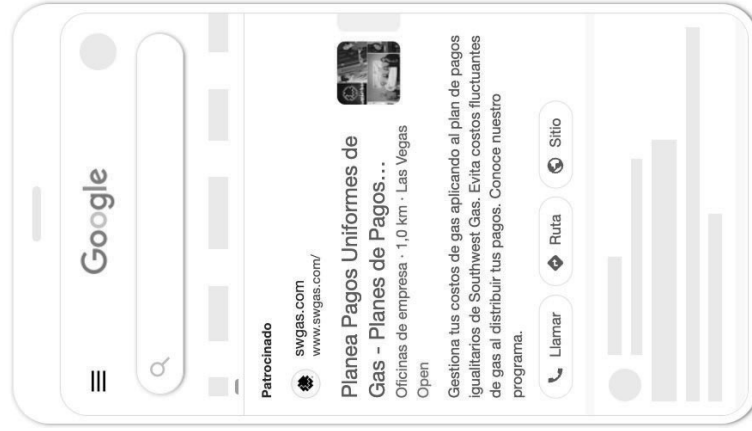 Google
Patrocinado
swgas.com
www.swgas.com/
Planea Pagos Uniformes de
Gas - Planes de Pagos...
Oficinas de empresa · 1,0 km · Las Vegas
Open
Gestiona tus costos de gas aplicando al plan de pagos
igualitarios de Southwest Gas. Evita costos fluctuantes
de gas al distribuir tus pagos. Conoce nuestro
programa.
Llamar
Ruta
Sitio